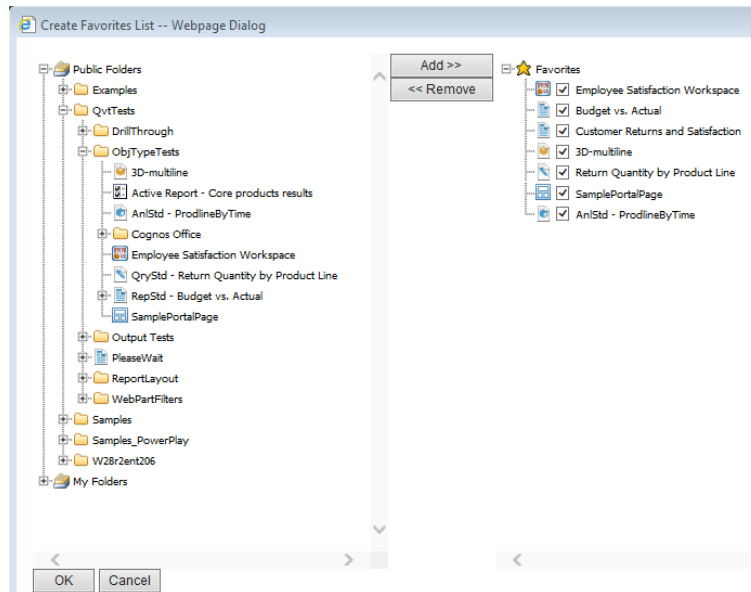 Create Favorites List -- Webpage Dialog
Public Folders
Examples
QvtTests
DrillThrough
ObjTypeTests
3D-multiline
Active Report - Core products results
AnlStd - ProdlineByTime
Cognos Office
Employee Satisfaction Workspace
QryStd - Return Quantity by Product Line
RepStd - Budget vs. Actual
SamplePortalPage
Output Tests
PleaseWait
ReportLayout
WebPartFilters
Samples
Samples_PowerPlay
W28r2ent206
My Folders
Add >>
<< Remove
Favorites
Employee Satisfaction Workspace
Budget vs. Actual
Customer Returns and Satisfaction
3D-multiline
Return Quantity by Product Line
SamplePortalPage
AnlStd - ProdlineByTime
OK
Cancel